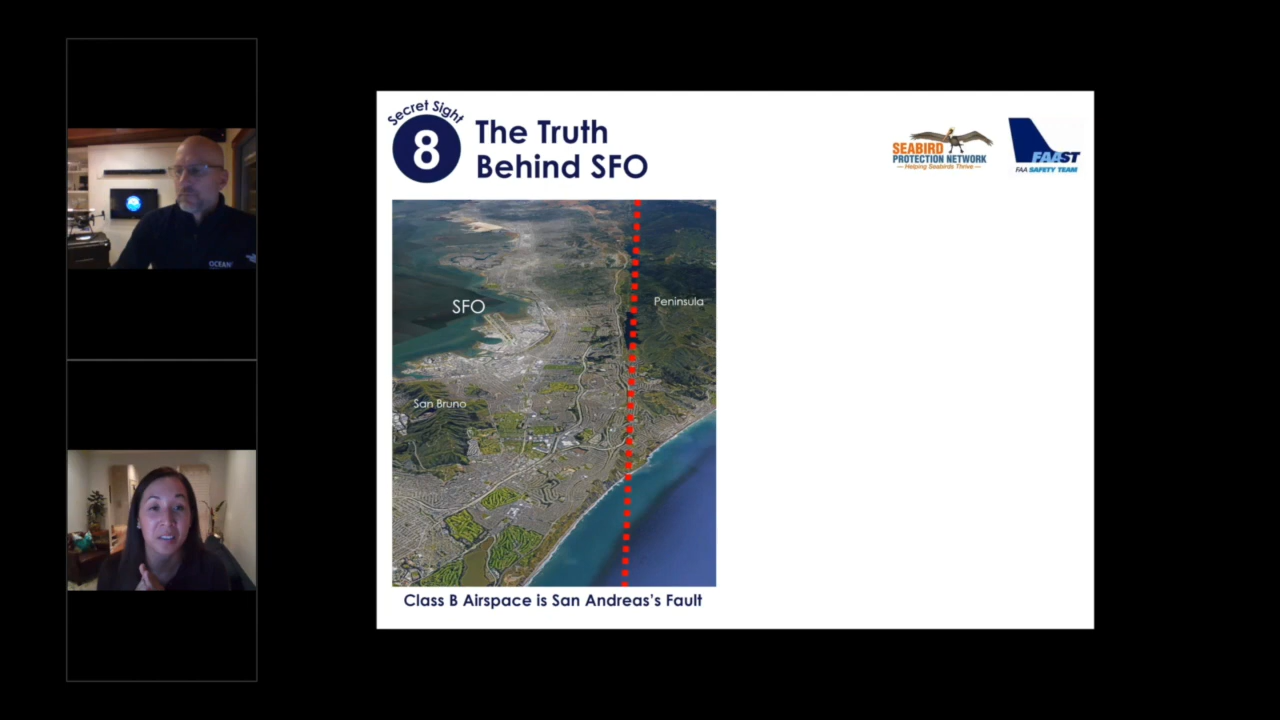 Secret Sight
8
The Truth
Behind SFO
SEABIRD
PROTECTION NETWORK
Helping Seabirds Thrive
FAAST
FAA SAFETY TEAM
SFO
Peninsula
San Bruno
Class B Airspace is San Andreas's Fault
OCEAN